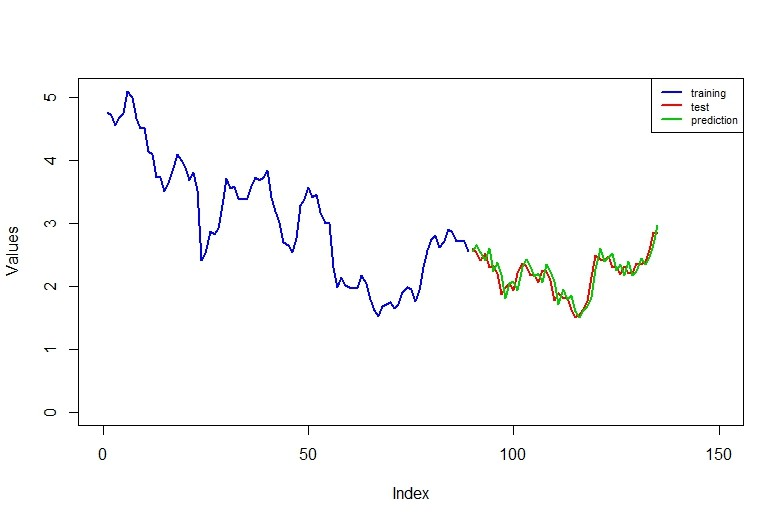 training
test
prediction
5
4
3
2
1
0
Values
0 50 100 150
Index